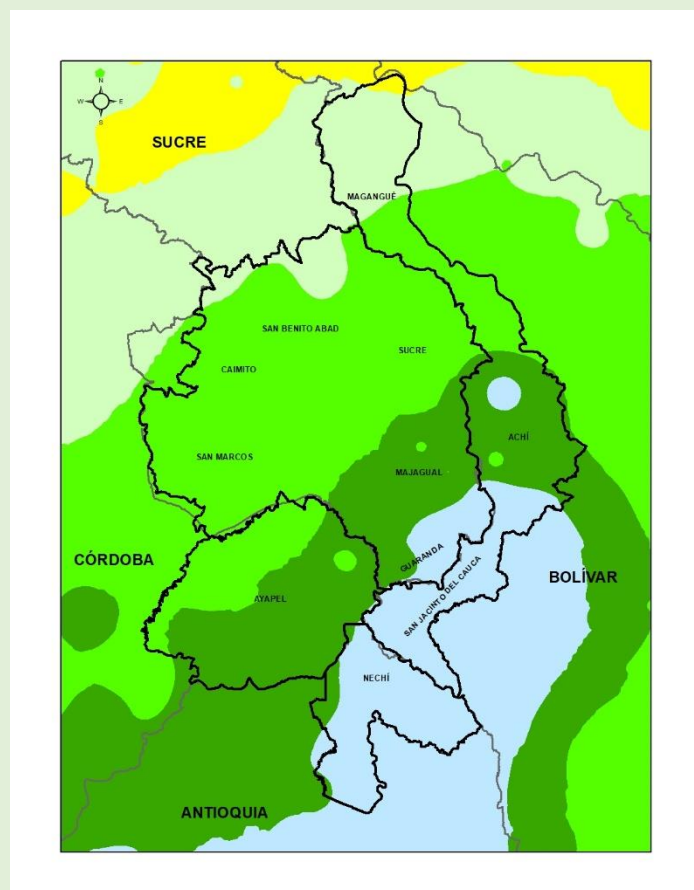 N
W E
S
SUCRE
MAGANGUÉ
SAN BENITO ABAD
SUCRE
CAIMITO
ACHÍ
SAN MARCOS
MAJAGUAL
CÓRDOBA
GUARANDA
BOLÍVAR
SAN JACINTO DEL CAUCA
AYAPEL
NECHÍ
ANTIOQUIA